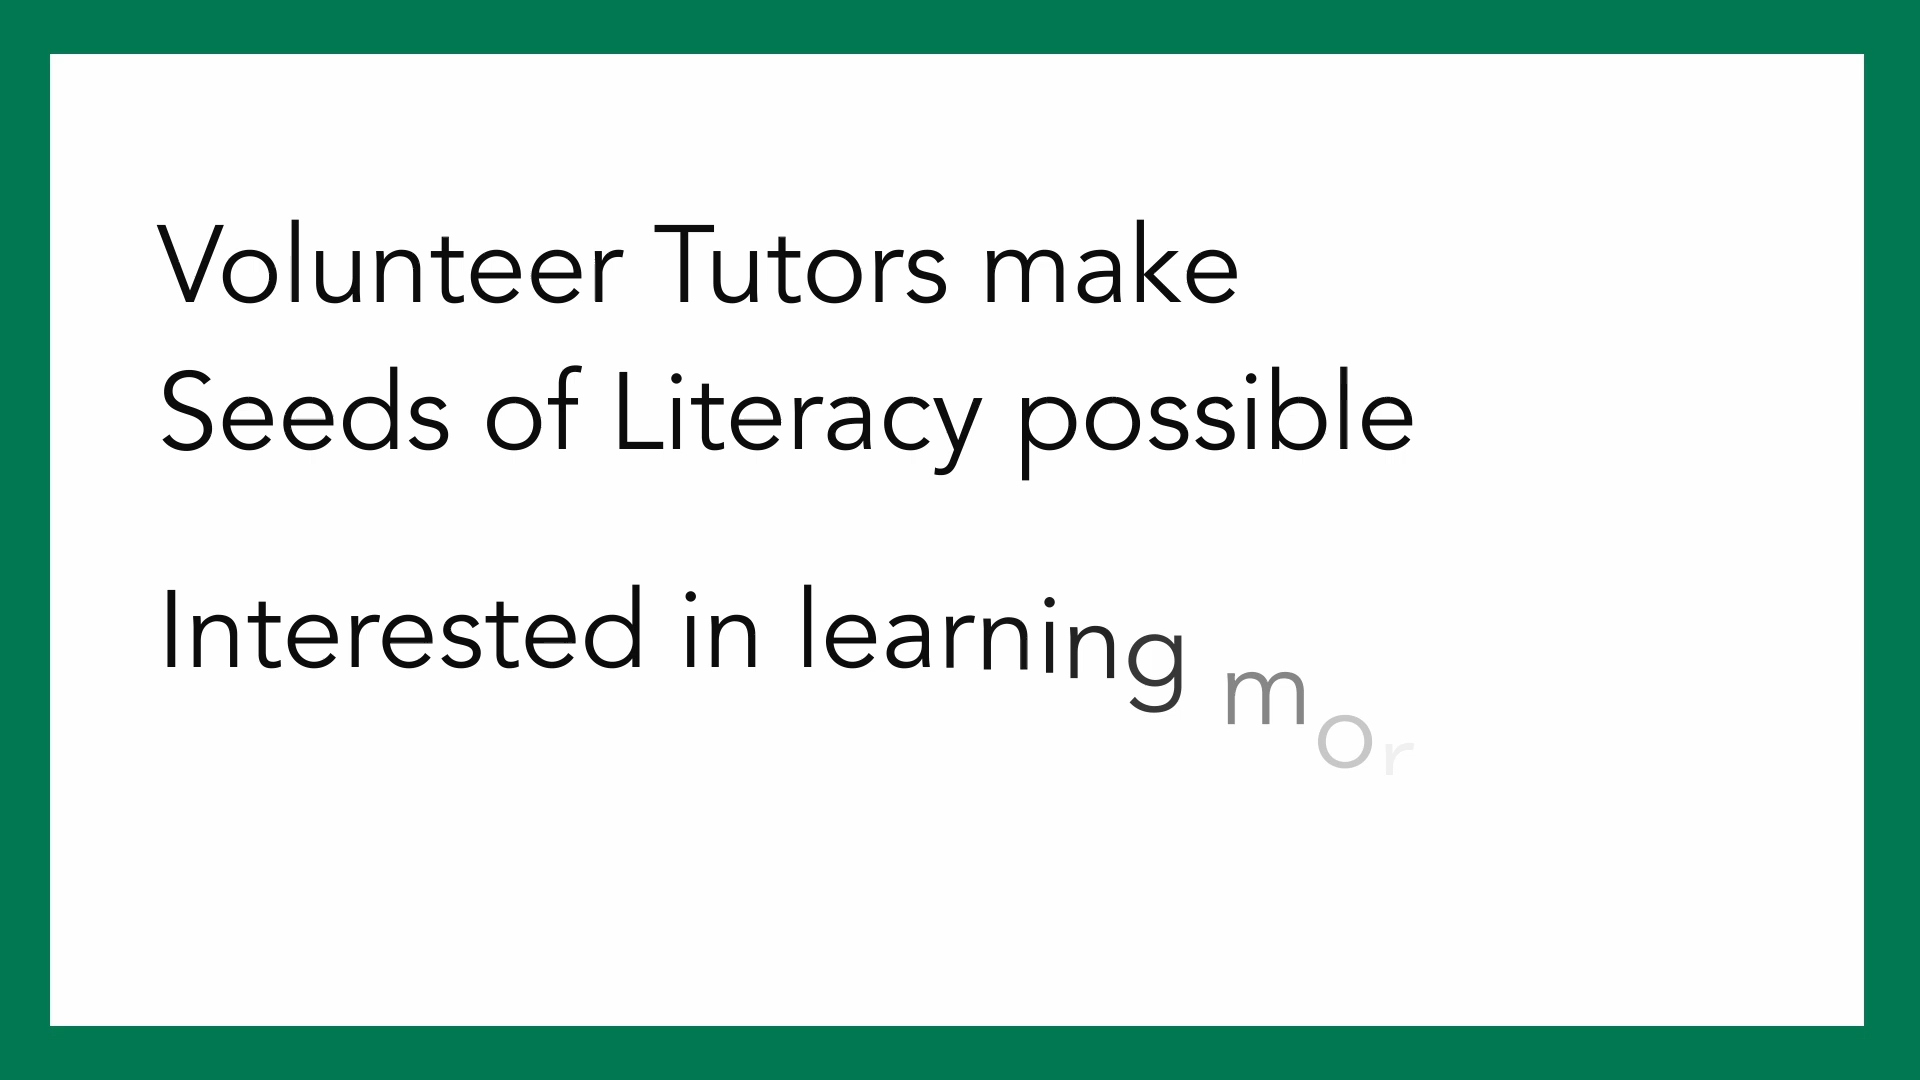 Volunteer Tutors make
Seeds of Literacy possible
Interested in learning mor